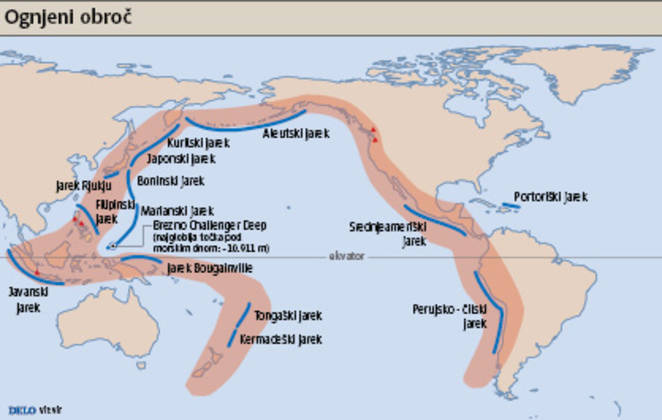 Ognjeni obroč
Aleutski jarek
Kurilski jarek
Japonski jarek
Jarek Rjukju
Boninski jarek
Filipinski
jarek
Marianski jarek
Brezno Challenger Deep
(najgloblja točka pod
morskim dnom: -10.911 m)
Portoriški jarek
Srednjeameriški
jarek
ekvator
Jarek Bougainville
Javanski
jarek
Tongaški jarek
Kermadeški jarek
Perujsko - čilski
jarek
DELO